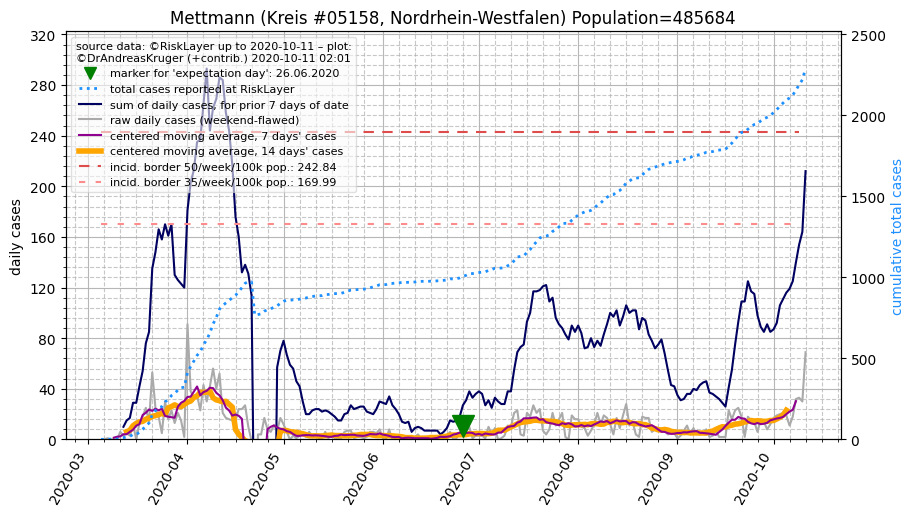 Mettmann (Kreis #05158, Nordrhein-Westfalen) Population=485684
source data: ©RiskLayer up to 2020-10-11 – plot:
©DrAndreasKruger (+contrib.) 2020-10-11 02:01
marker for 'expectation day': 26.06.2020
total cases reported at RiskLayer
sum of daily cases, for prior 7 days of date
raw daily cases (weekend-flawed)
centered moving average, 7 days' cases
centered moving average, 14 days' cases
incid. border 50/week/100k pop.: 242.84
incid. border 35/week/100k pop.: 169.99
daily cases
320
280
240
200
160
120
80
40
0
2500
2000
1500
1000
500
0
cumulative total cases
2020-03
2020-04
2020-05
2020-06
2020-07
2020-08
2020-09
2020-10